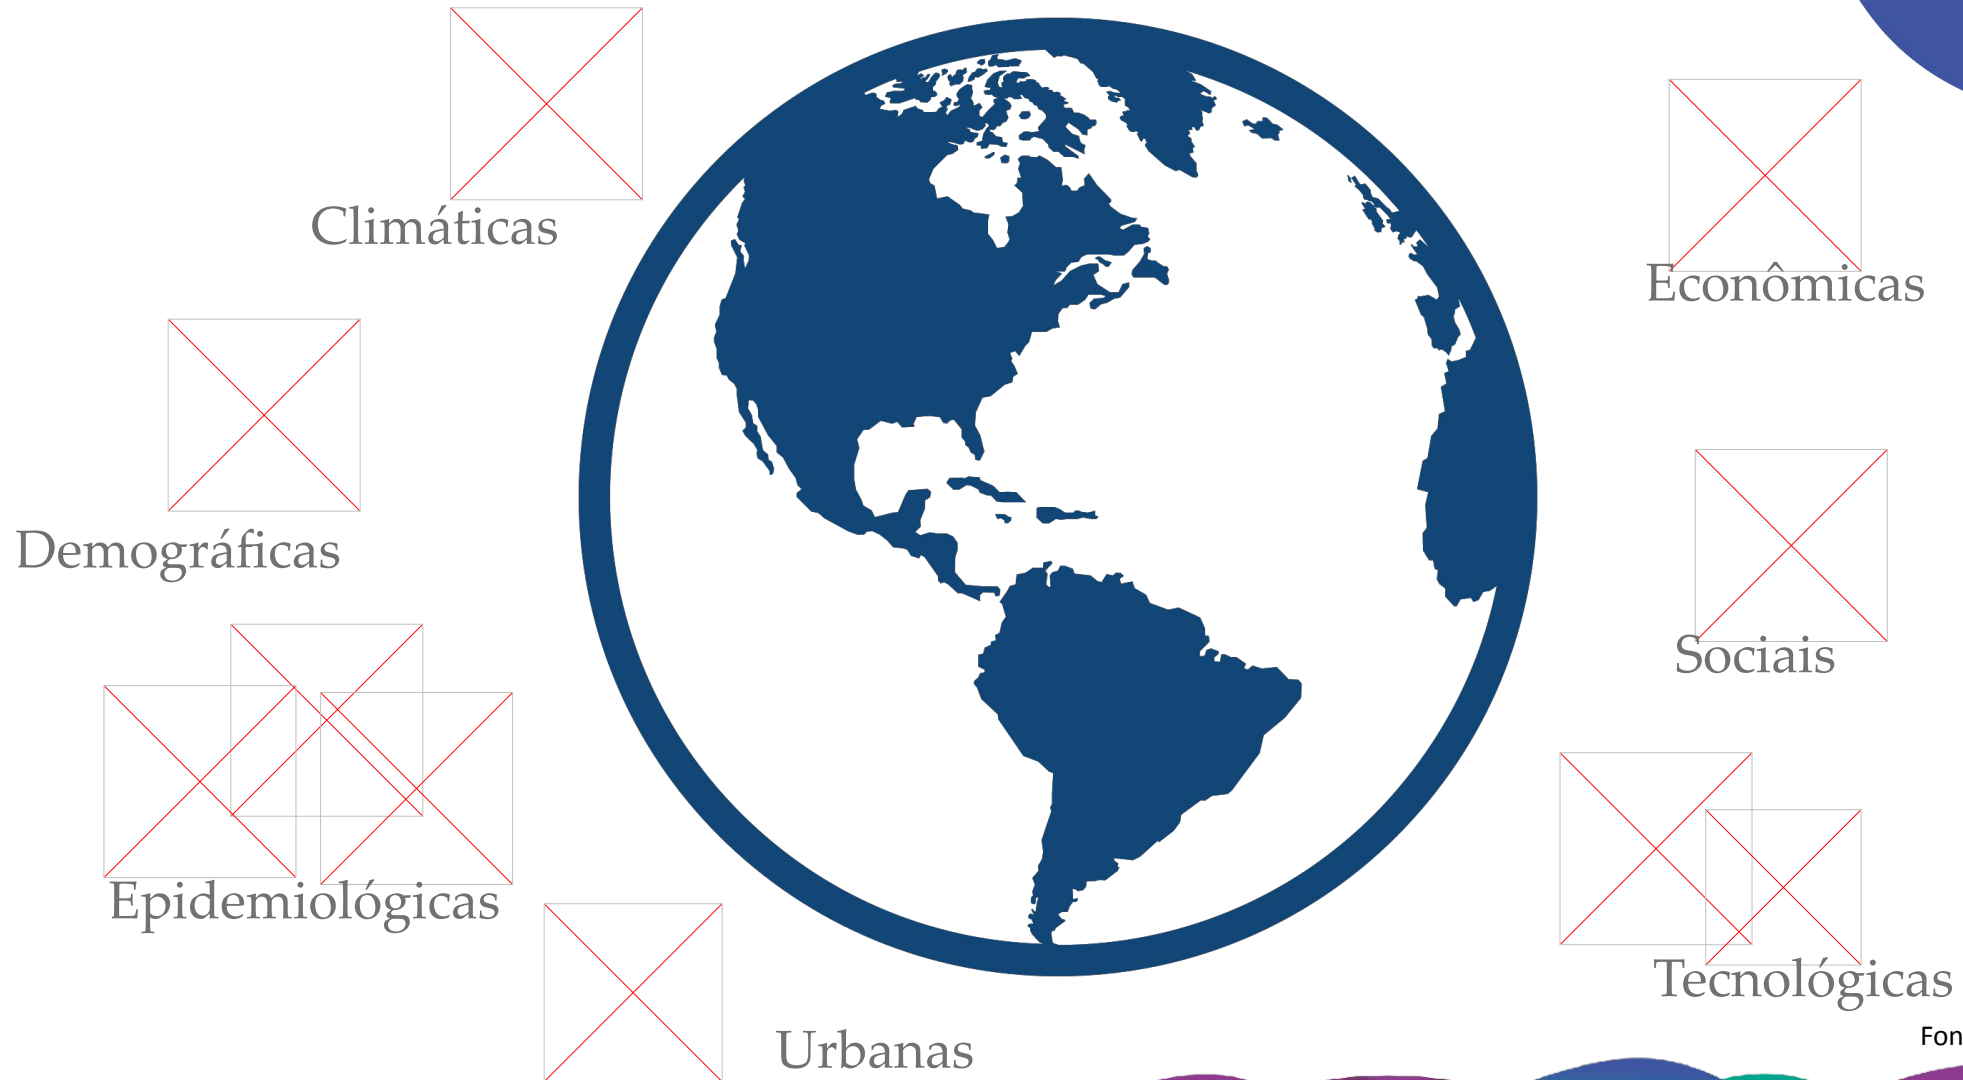 Climáticas
Econômicas
Demográficas
Sociais
Epidemiológicas
Tecnológicas
Urbanas
Fon